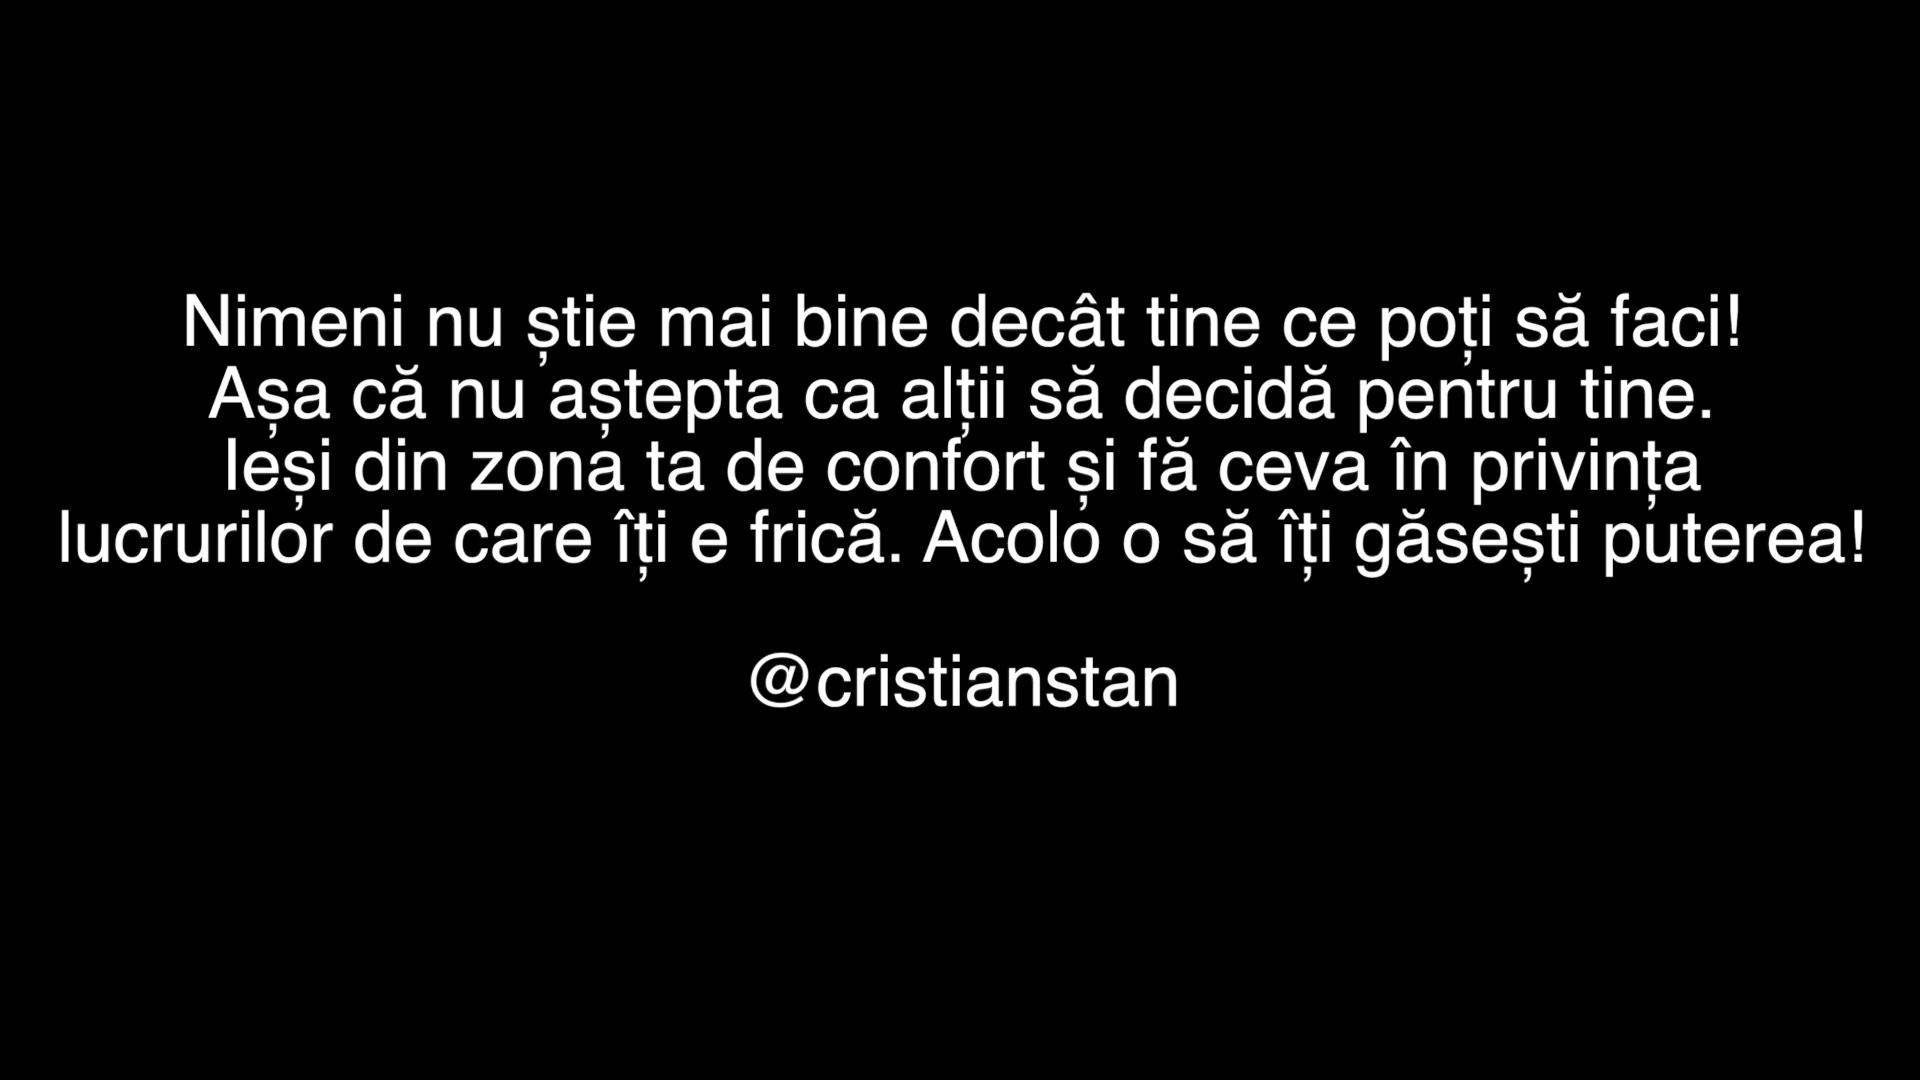 Nimeni nu știe mai bine decât tine ce poți să faci!
Așa că nu aștepta ca alții să decidă pentru tine.
Ieși din zona ta de confort și fă ceva în privința
lucrurilor de care îți e frică. Acolo o să îți găsești puterea!
@cristianstan